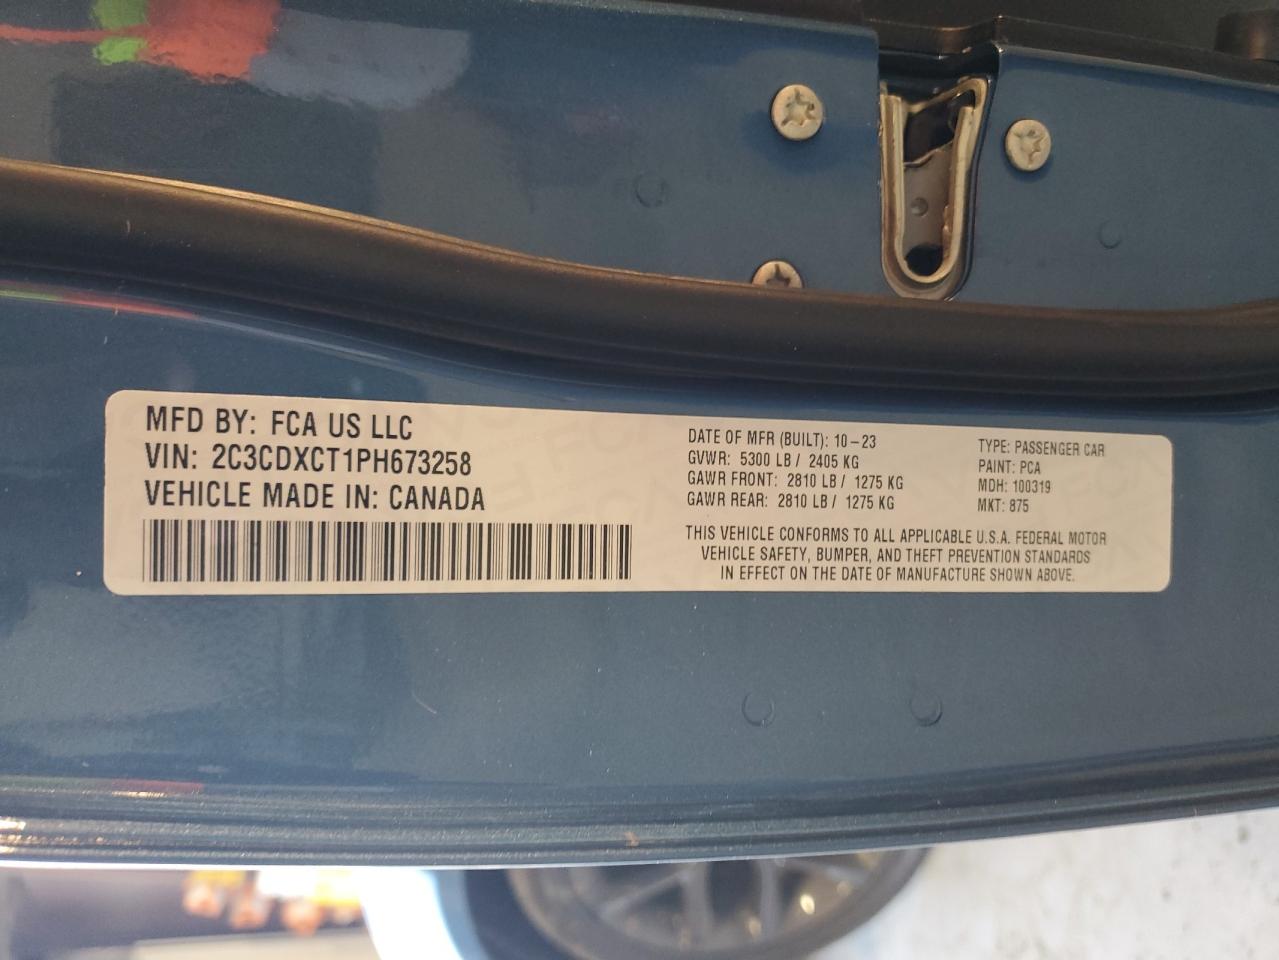 MFD BY: FCA US LLC
VIN: 2C3CDXCT1PH673258
VEHICLE MADE IN: CANADA
DATE OF MFR (BUILT): 10-23
GVWR: 5300 LB / 2405 KG
GAWR FRONT: 2810 LB / 1275 KG
GAWR REAR: 2810 LB / 1275 KG
TYPE: PASSENGER CAR
PAINT: PCA
MDH: 100319
MKT: 875
THIS VEHICLE CONFORMS TO ALL APPLICABLE U.S.A. FEDERAL MOTOR
VEHICLE SAFETY, BUMPER, AND THEFT PREVENTION STANDARDS
IN EFFECT ON THE DATE OF MANUFACTURE SHOWN ABOVE.